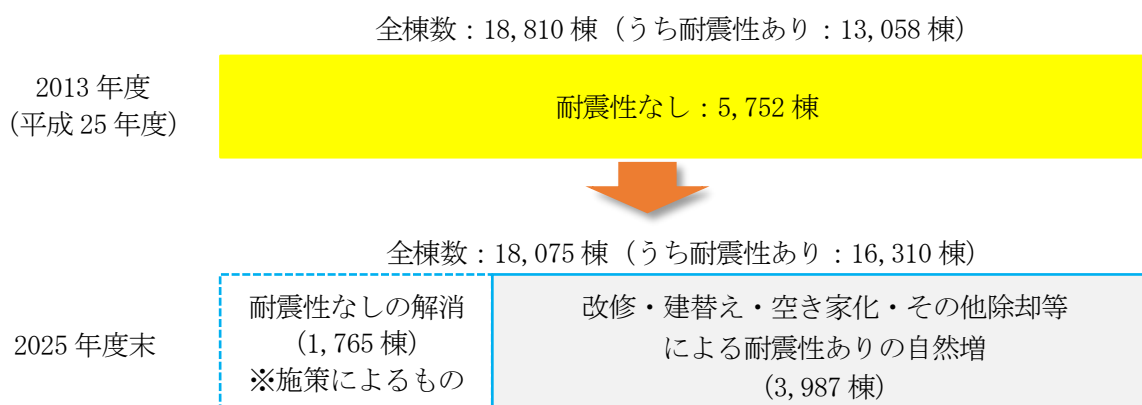 全棟数：18,810 棟（うち耐震性あり：13,058 棟）
2013 年度
（平成 25 年度）
耐震性なし：5,752 棟
全棟数：18,075 棟（うち耐震性あり：16,310 棟）
2025 年度末
耐震性なしの解消
（1,765 棟）
※施策によるもの
改修・建替え・空き家化・その他除却等
による耐震性ありの自然増
（3,987 棟）